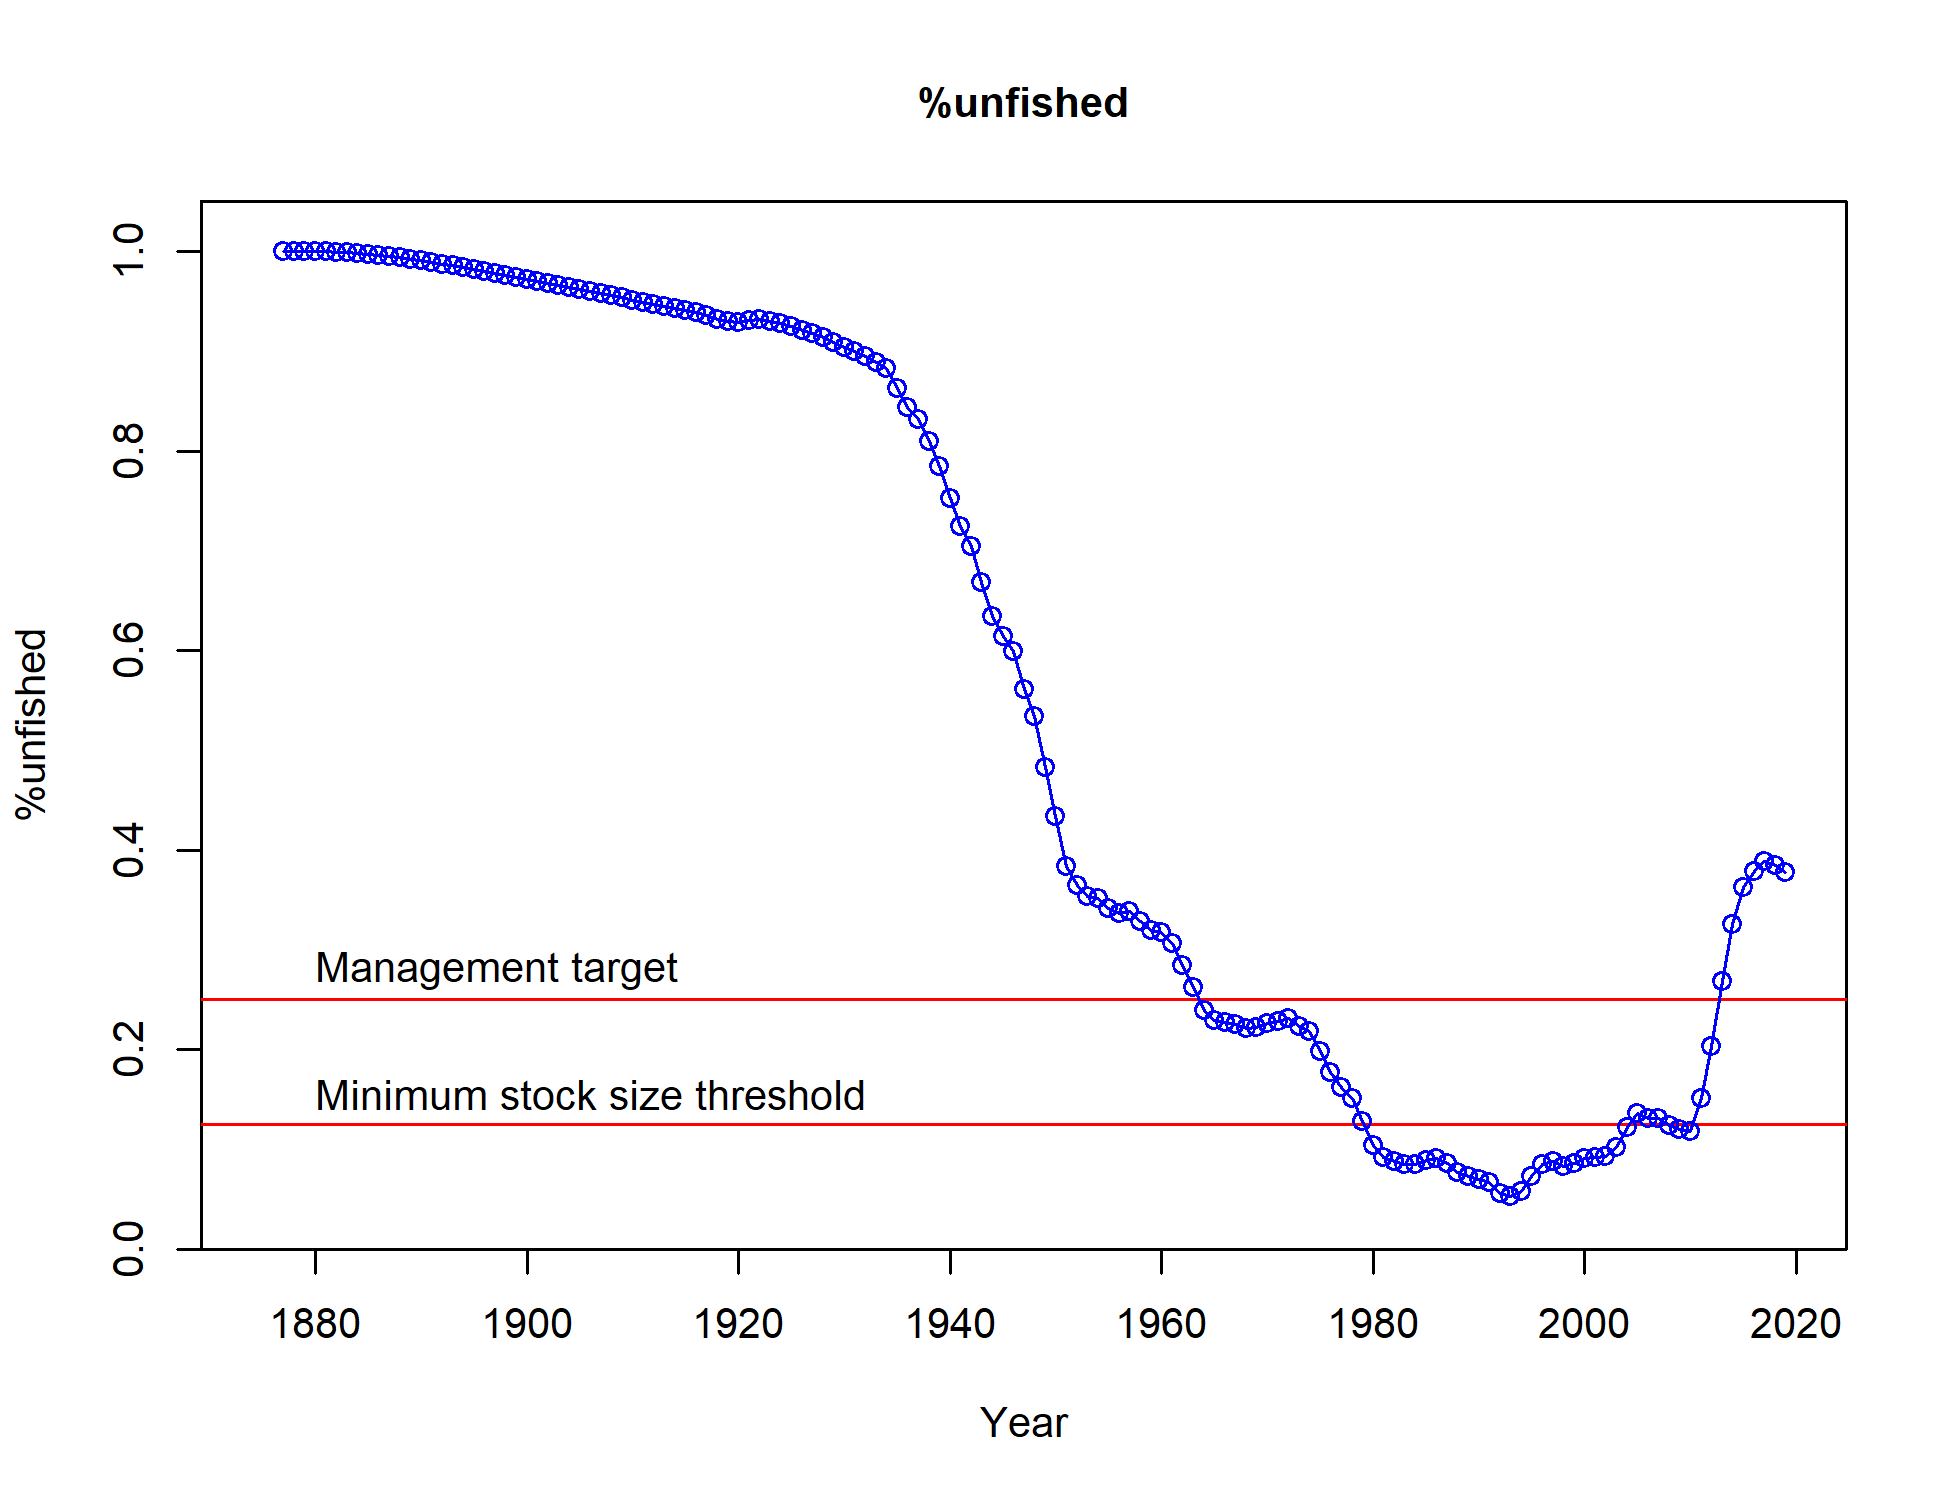 %unfished
%unfished
1.0
0.8
0.6
0.4
0.2
0.0
Management target
Minimum stock size threshold
1880 1900 1920 1940 1960 1980 2000 2020
Year